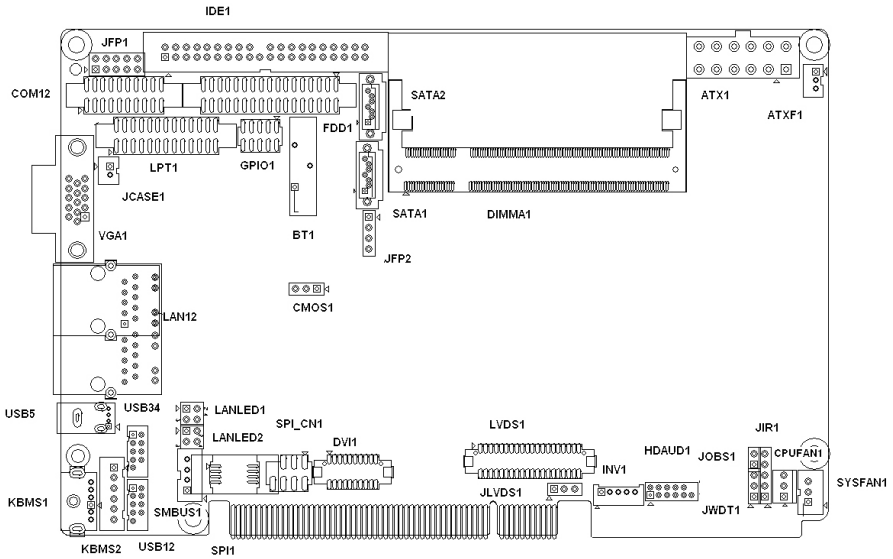 IDE1
JFP1
COM12
SATA2
ATX1
ATXF1
FDD1
LPT1
GPIO1
JCASE1
SATA1
DIMMA1
VGA1
BT1
JFP2
CMOS1
LAN12
USB5
USB34
LANLED1
SPI_CN1
LANLED2
DVI1
LVDS1
JIR1
HDAUD1
JOBS1
CPUFAN1
INV1
SYSFAN1
KBMS1
SMBUS1
JLVDS1
JWDT1
KBMS2
USB12
SPI1